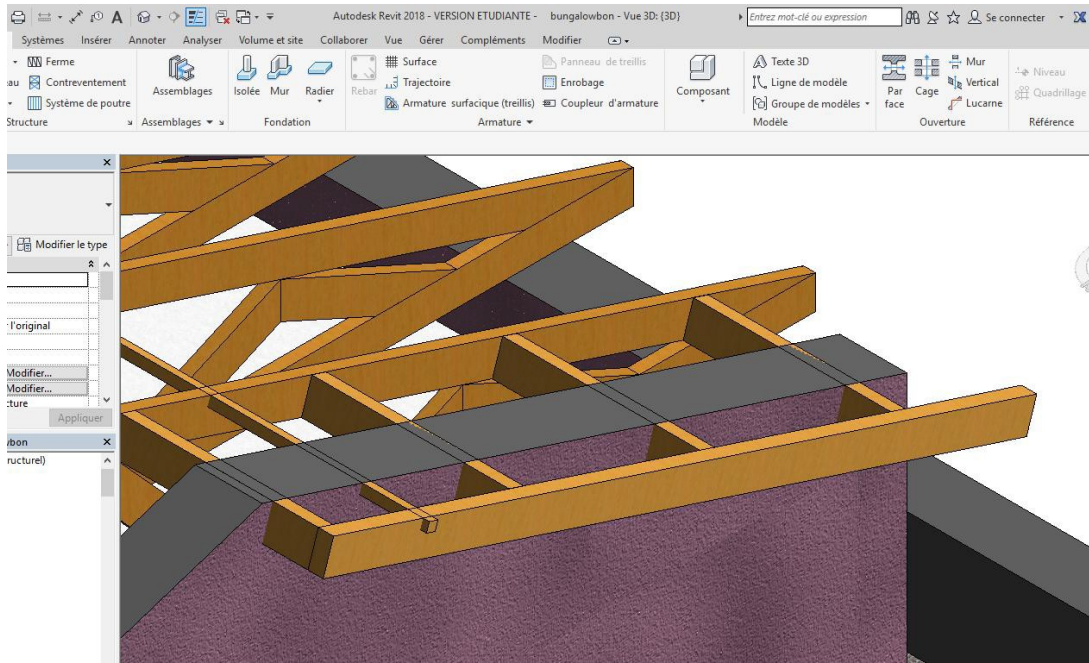 Autodesk Revit 2018 - VERSION ETUDIANTE - bungalowbon - Vue 3D: {3D}
Entrez mot-clé ou expression
Se connecter
Systèmes Insérer Annoter Analyser Volume et site Collaborer Vue Gérer Compléments Modifier
Ferme
Contreventement
Système de poutre
Structure
Assemblages
Assemblages
Isolée Mur Radier
Fondation
Rebar
Surface
Trajectoire
Armature surfacique (treillis)
Panneau de treillis
Enrobage
Coupleur d'armature
Armature
Composant
Texte 3D
Ligne de modèle
Groupe de modèles
Modèle
Par face
Cage
Mur
Vertical
Lucarne
Ouverture
Niveau
Quadrillage
Référence
Modifier le type
l'original
Modifier...
Modifier...
cture
Appliquer
wbon
ructurel)